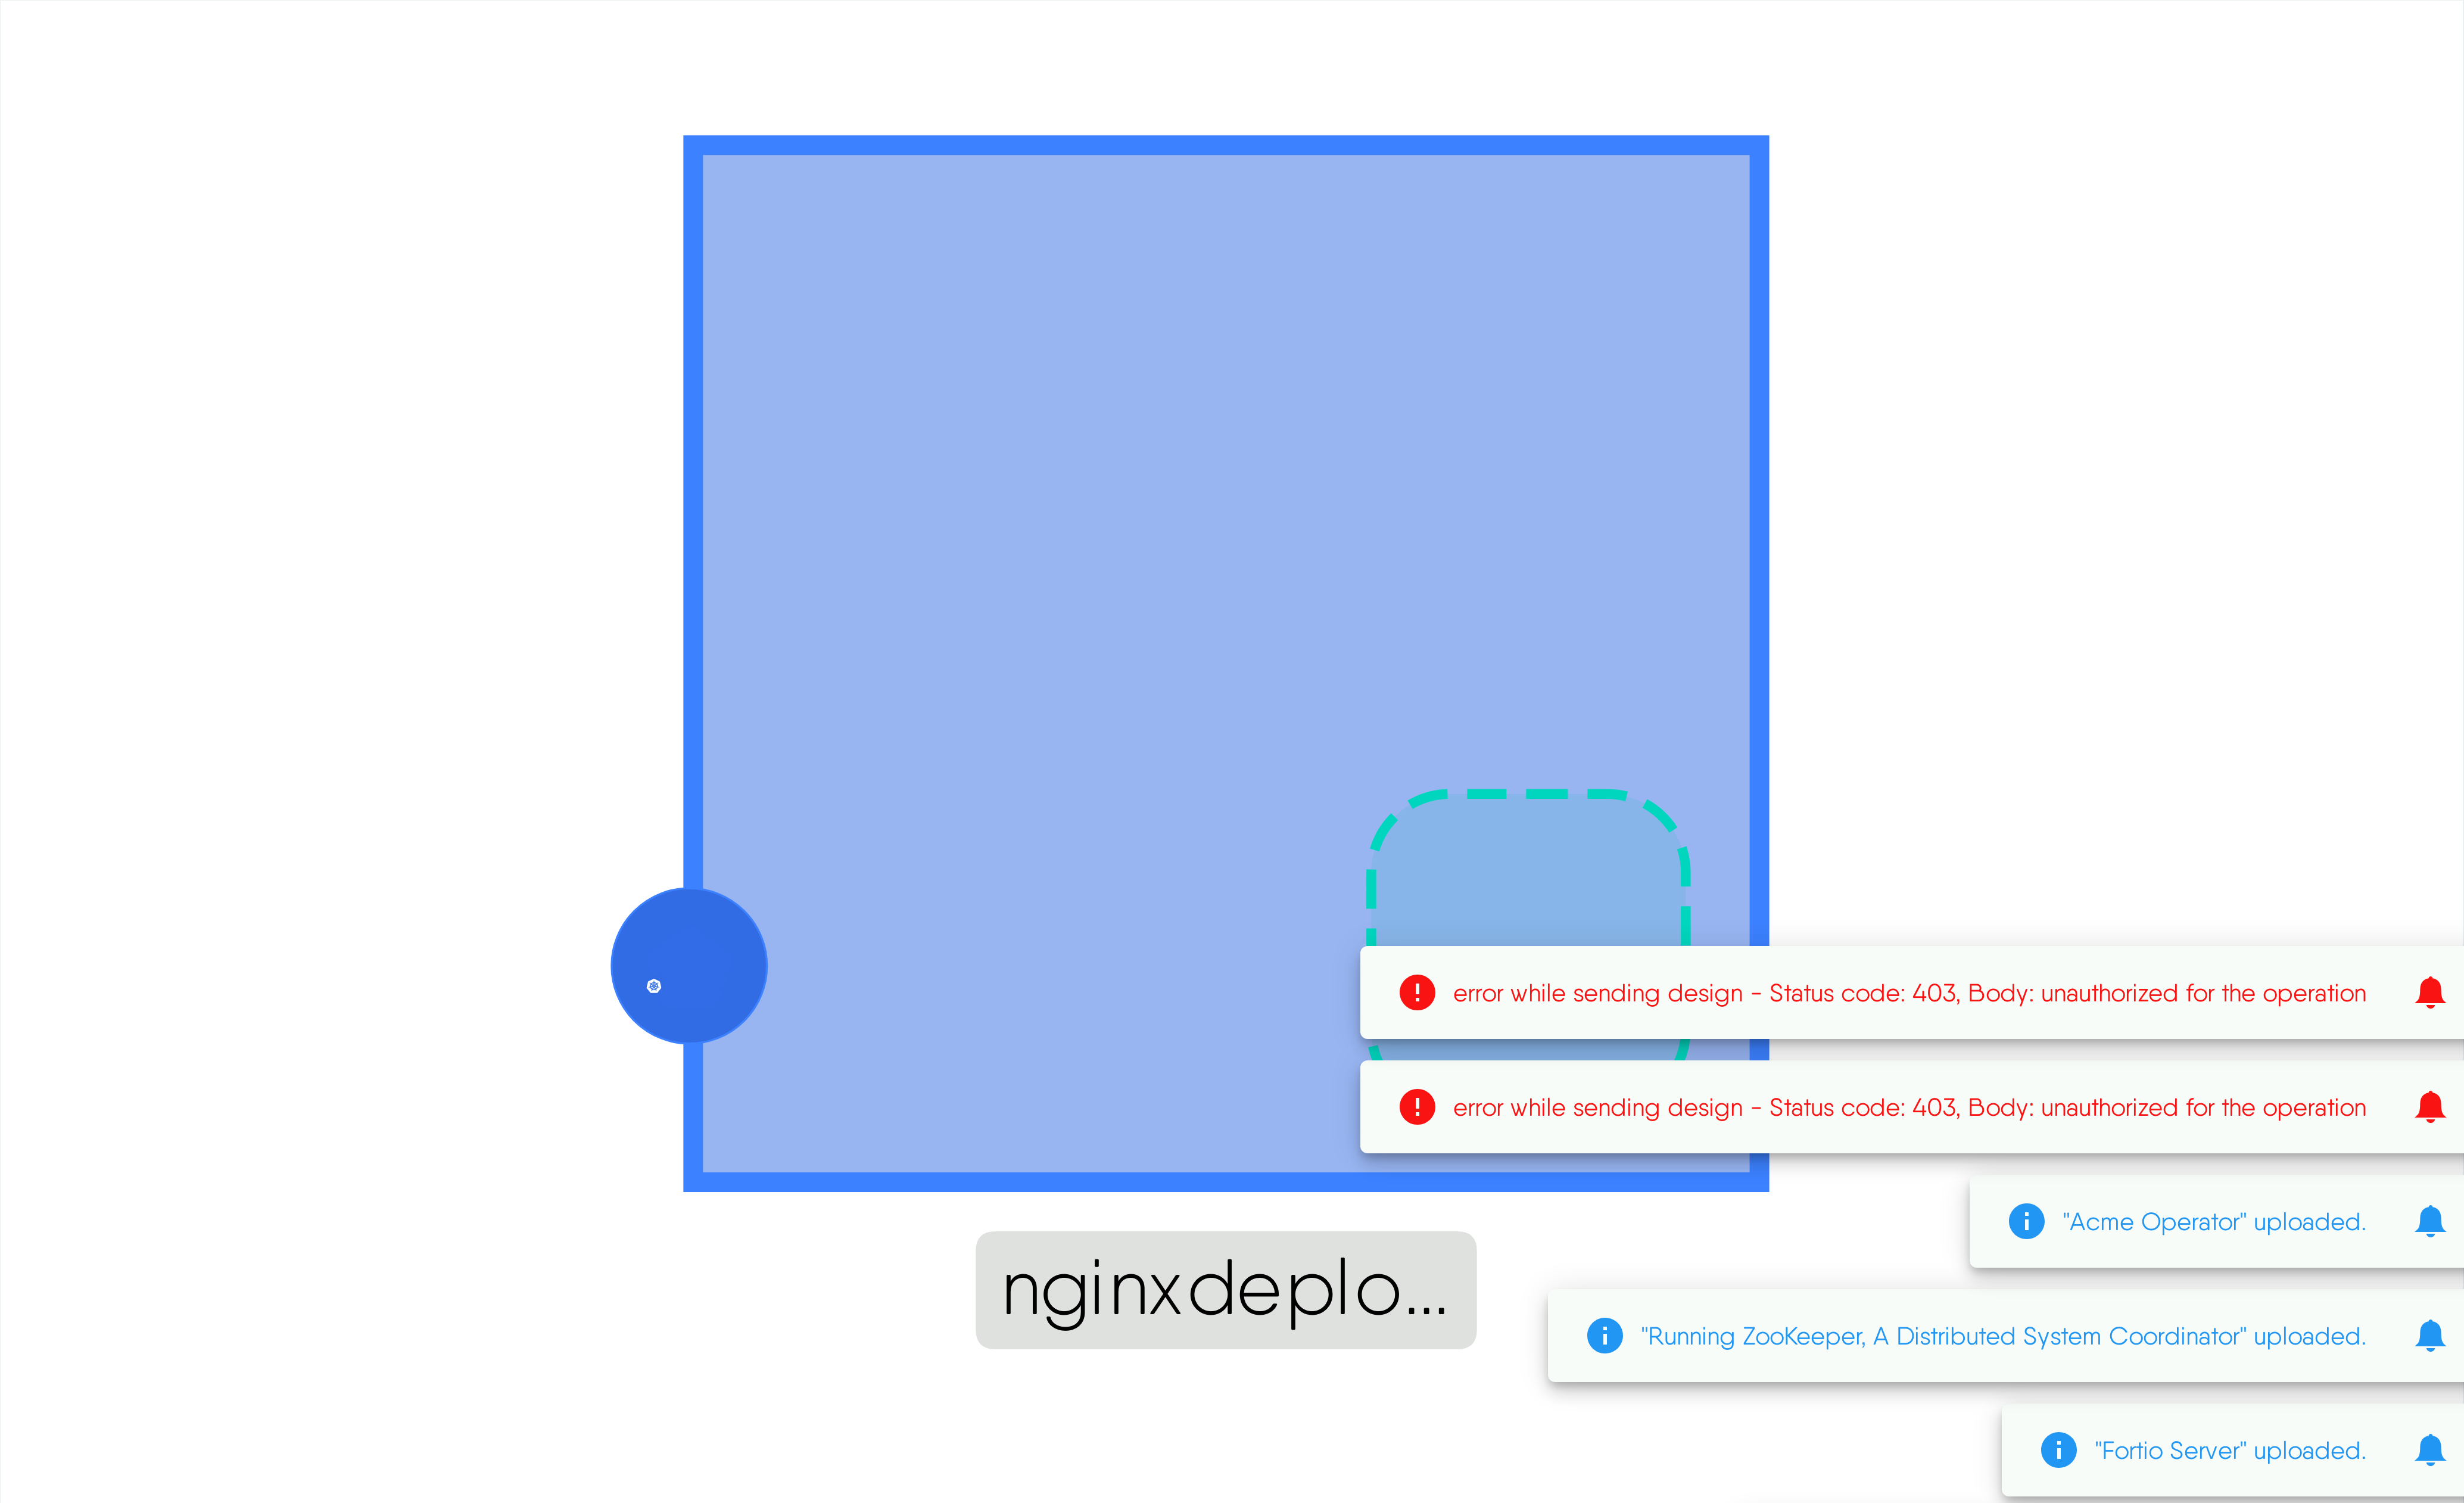 error while sending design - Status code: 403, Body: unauthorized for the operation
error while sending design - Status code: 403, Body: unauthorized for the operation
"Acme Operator" uploaded.
nginxdeplo...
"Running ZooKeeper, A Distributed System Coordinator" uploaded.
"Fortio Server" uploaded.